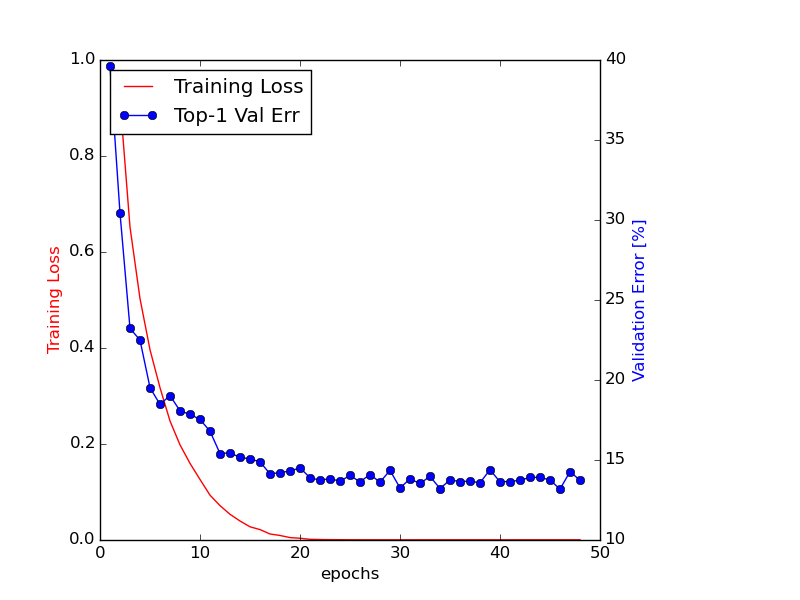 Training Loss
Top-1 Val Err
1.0
0.8
0.6
0.4
0.2
0.0
Training Loss
40
35
30
25
20
15
10
Validation Error [%]
0 10 20 30 40 50
epochs